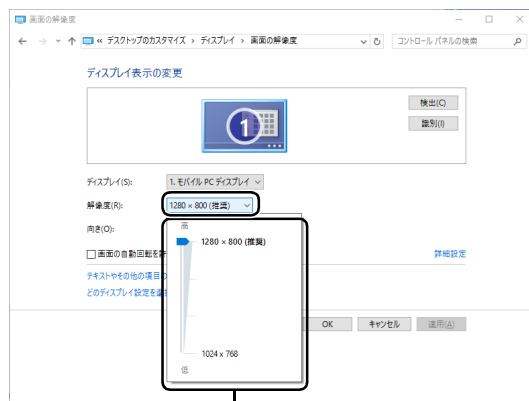 画面の解像度
« デスクトップのカスタマイズ › ディスプレイ › 画面の解像度
コントロール パネルの検索
ディスプレイ表示の変更
1
検出(C)
識別(I)
ディスプレイ(S):
1. モバイル PC ディスプレイ
解像度(R):
1280 × 800 (推奨)
向き(O):
高
1280 × 800 (推奨)
画面の自動回転を許
詳細設定
テキストやその他の項目の
どのディスプレイ設定を選
1024 x 768
低
OK
キャンセル
適用(A)